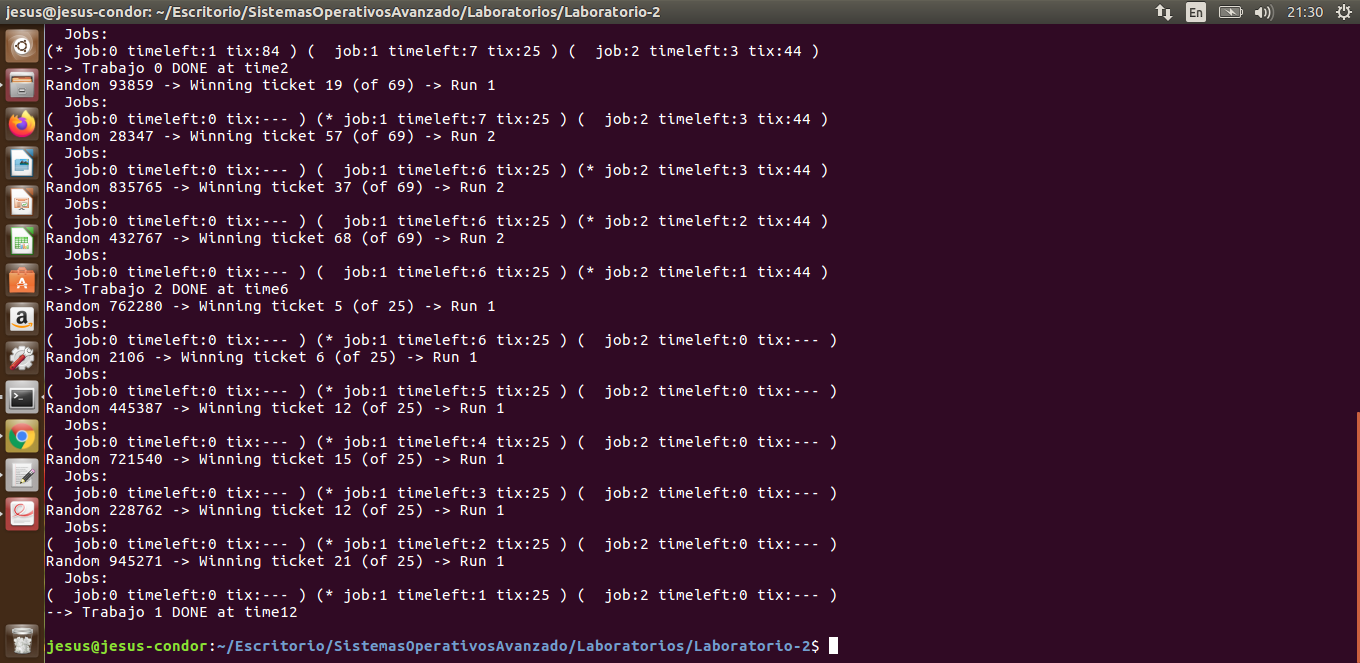 jesus@jesus-condor: ~/Escritorio/SistemasOperativosAvanzado/Laboratorios/Laboratorio-2 En 21:30
  Jobs:
(* job:0 timeleft:1 tix:84 ) (  job:1 timeleft:7 tix:25 ) (  job:2 timeleft:3 tix:44 )
--> Trabajo 0 DONE at time2
Random 93859 -> Winning ticket 19 (of 69) -> Run 1
  Jobs:
(  job:0 timeleft:0 tix:--- ) (* job:1 timeleft:7 tix:25 ) (  job:2 timeleft:3 tix:44 )
Random 28347 -> Winning ticket 57 (of 69) -> Run 2
  Jobs:
(  job:0 timeleft:0 tix:--- ) (  job:1 timeleft:6 tix:25 ) (* job:2 timeleft:3 tix:44 )
Random 835765 -> Winning ticket 37 (of 69) -> Run 2
  Jobs:
(  job:0 timeleft:0 tix:--- ) (  job:1 timeleft:6 tix:25 ) (* job:2 timeleft:2 tix:44 )
Random 432767 -> Winning ticket 68 (of 69) -> Run 2
  Jobs:
(  job:0 timeleft:0 tix:--- ) (  job:1 timeleft:6 tix:25 ) (* job:2 timeleft:1 tix:44 )
--> Trabajo 2 DONE at time6
Random 762280 -> Winning ticket 5 (of 25) -> Run 1
  Jobs:
(  job:0 timeleft:0 tix:--- ) (* job:1 timeleft:6 tix:25 ) (  job:2 timeleft:0 tix:--- )
Random 2106 -> Winning ticket 6 (of 25) -> Run 1
  Jobs:
(  job:0 timeleft:0 tix:--- ) (* job:1 timeleft:5 tix:25 ) (  job:2 timeleft:0 tix:--- )
Random 445387 -> Winning ticket 12 (of 25) -> Run 1
  Jobs:
(  job:0 timeleft:0 tix:--- ) (* job:1 timeleft:4 tix:25 ) (  job:2 timeleft:0 tix:--- )
Random 721540 -> Winning ticket 15 (of 25) -> Run 1
  Jobs:
(  job:0 timeleft:0 tix:--- ) (* job:1 timeleft:3 tix:25 ) (  job:2 timeleft:0 tix:--- )
Random 228762 -> Winning ticket 12 (of 25) -> Run 1
  Jobs:
(  job:0 timeleft:0 tix:--- ) (* job:1 timeleft:2 tix:25 ) (  job:2 timeleft:0 tix:--- )
Random 945271 -> Winning ticket 21 (of 25) -> Run 1
  Jobs:
(  job:0 timeleft:0 tix:--- ) (* job:1 timeleft:1 tix:25 ) (  job:2 timeleft:0 tix:--- )
--> Trabajo 1 DONE at time12
jesus@jesus-condor:~/Escritorio/SistemasOperativosAvanzado/Laboratorios/Laboratorio-2$